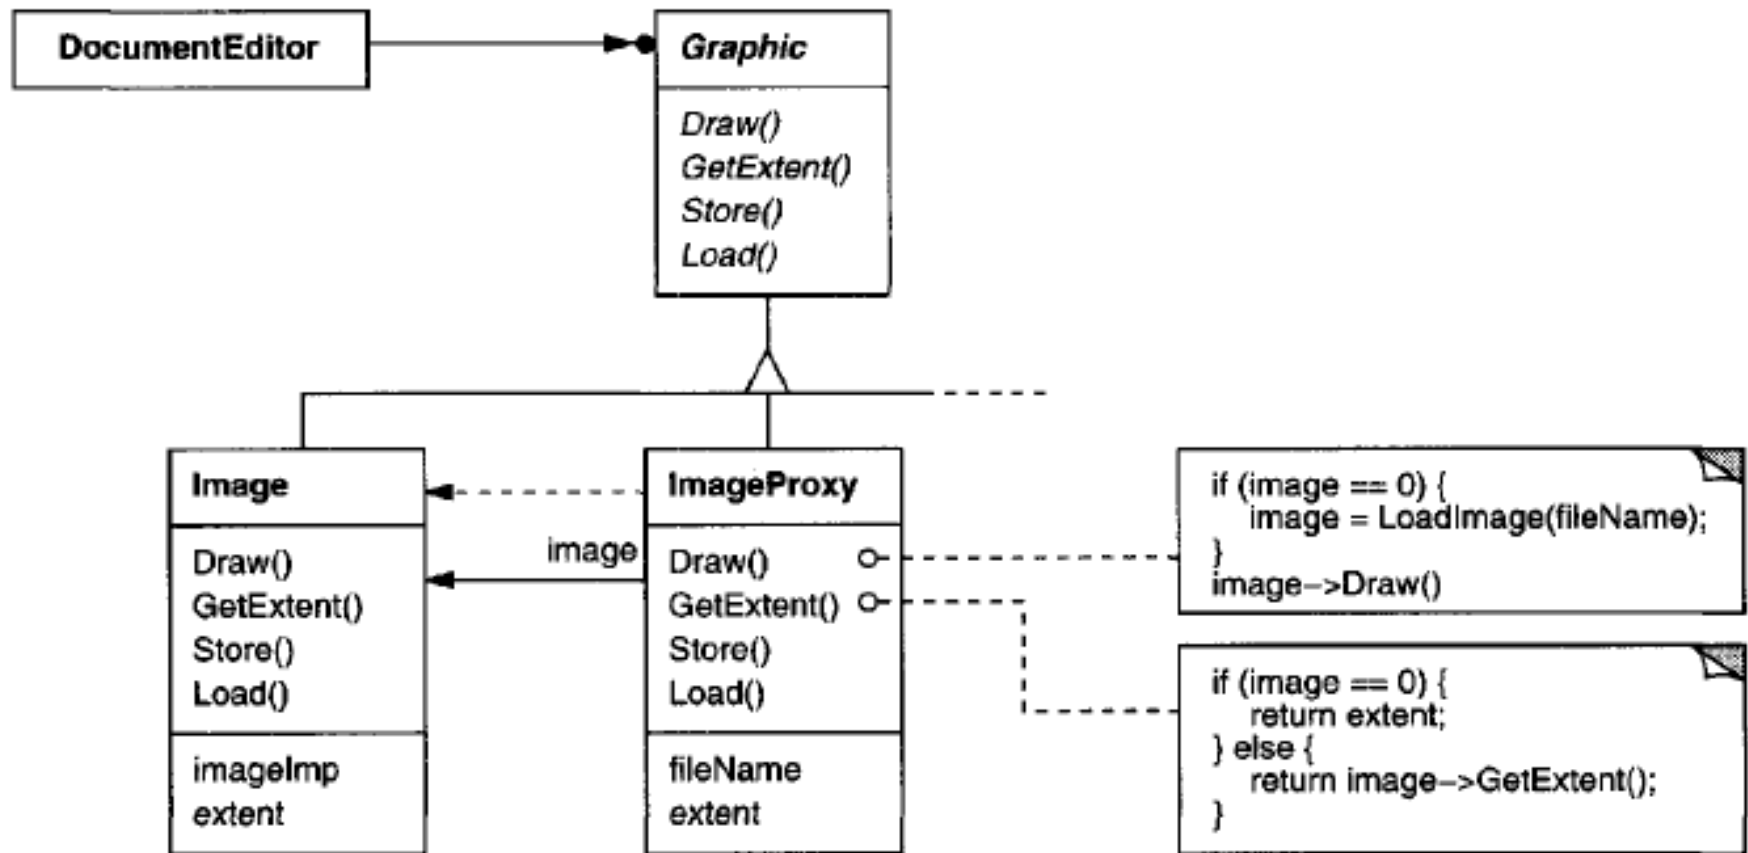 DocumentEditor
Graphic
Draw()
GetExtent()
Store()
Load()
Image
Draw()
GetExtent()
Store()
Load()
imageImp
extent
image
ImageProxy
Draw()
GetExtent()
Store()
Load()
fileName
extent
if (image == 0) {
image = LoadImage(fileName);
}
image->Draw()
if (image == 0) {
return extent;
} else {
return image->GetExtent();
}